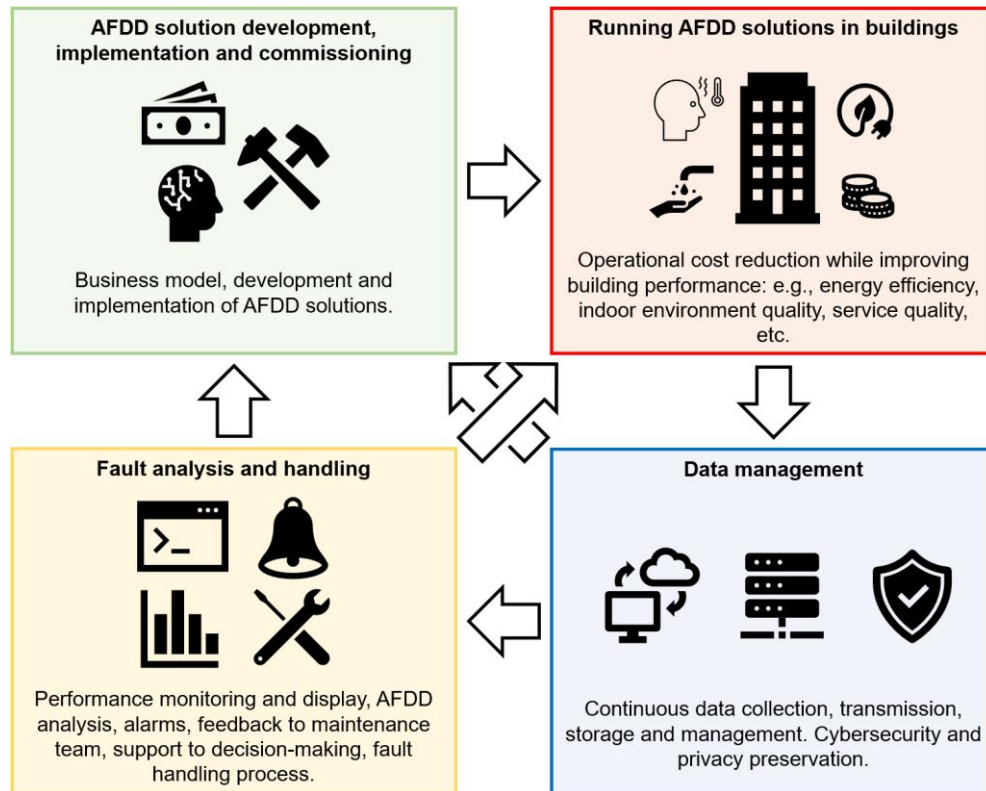 AFDD solution development,
implementation and commissioning
Business model, development and
implementation of AFDD solutions.
Running AFDD solutions in buildings
Operational cost reduction while improving
building performance: e.g., energy efficiency,
indoor environment quality, service quality,
etc.
Fault analysis and handling
>_
Performance monitoring and display, AFDD
analysis, alarms, feedback to maintenance
team, support to decision-making, fault
handling process.
Data management
Continuous data collection, transmission,
storage and management. Cybersecurity and
privacy preservation.